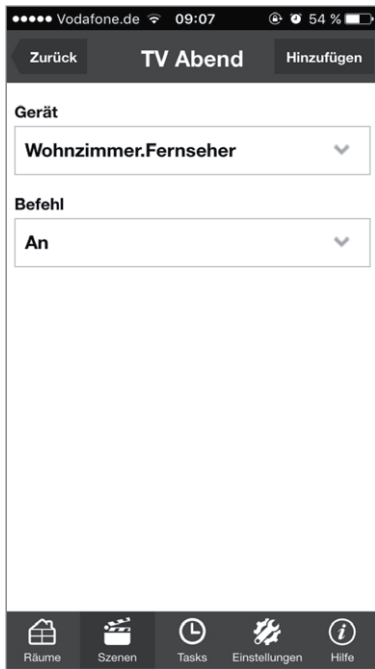 Vodafone.de 09:07 54 %
Zurück TV Abend Hinzufügen
Gerät
Wohnzimmer.Fernseher
Befehl
An
Räume Szenen Tasks Einstellungen Hilfe